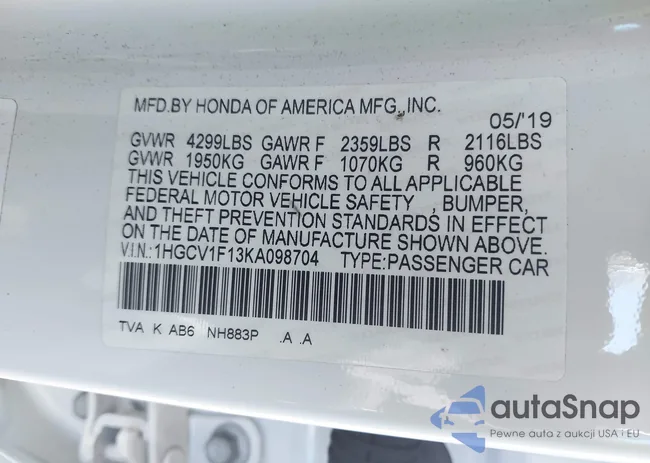 MFD.BY HONDA OF AMERICA MFG.,INC.
05/'19
GVWR 4299LBS GAWR F 2359LBS R 2116LBS
GVWR 1950KG GAWR F 1070KG R 960KG
THIS VEHICLE CONFORMS TO ALL APPLICABLE
FEDERAL MOTOR VEHICLE SAFETY , BUMPER,
AND THEFT PREVENTION STANDARDS IN EFFECT
ON THE DATE OF MANUFACTURE SHOWN ABOVE.
V.I.N.:1HGCV1F13KA098704 TYPE:PASSENGER CAR
TVA K AB6 NH883P .A .A
autaSnap
Pewne auta z aukcji USA i EU